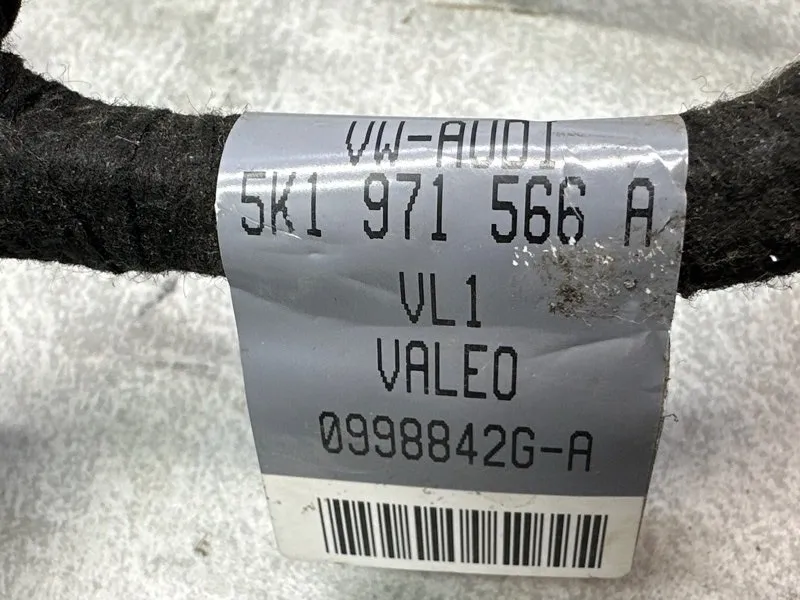 VW-AUDI
5K1 971 566 A
VL1
VALEO
0998842G-A